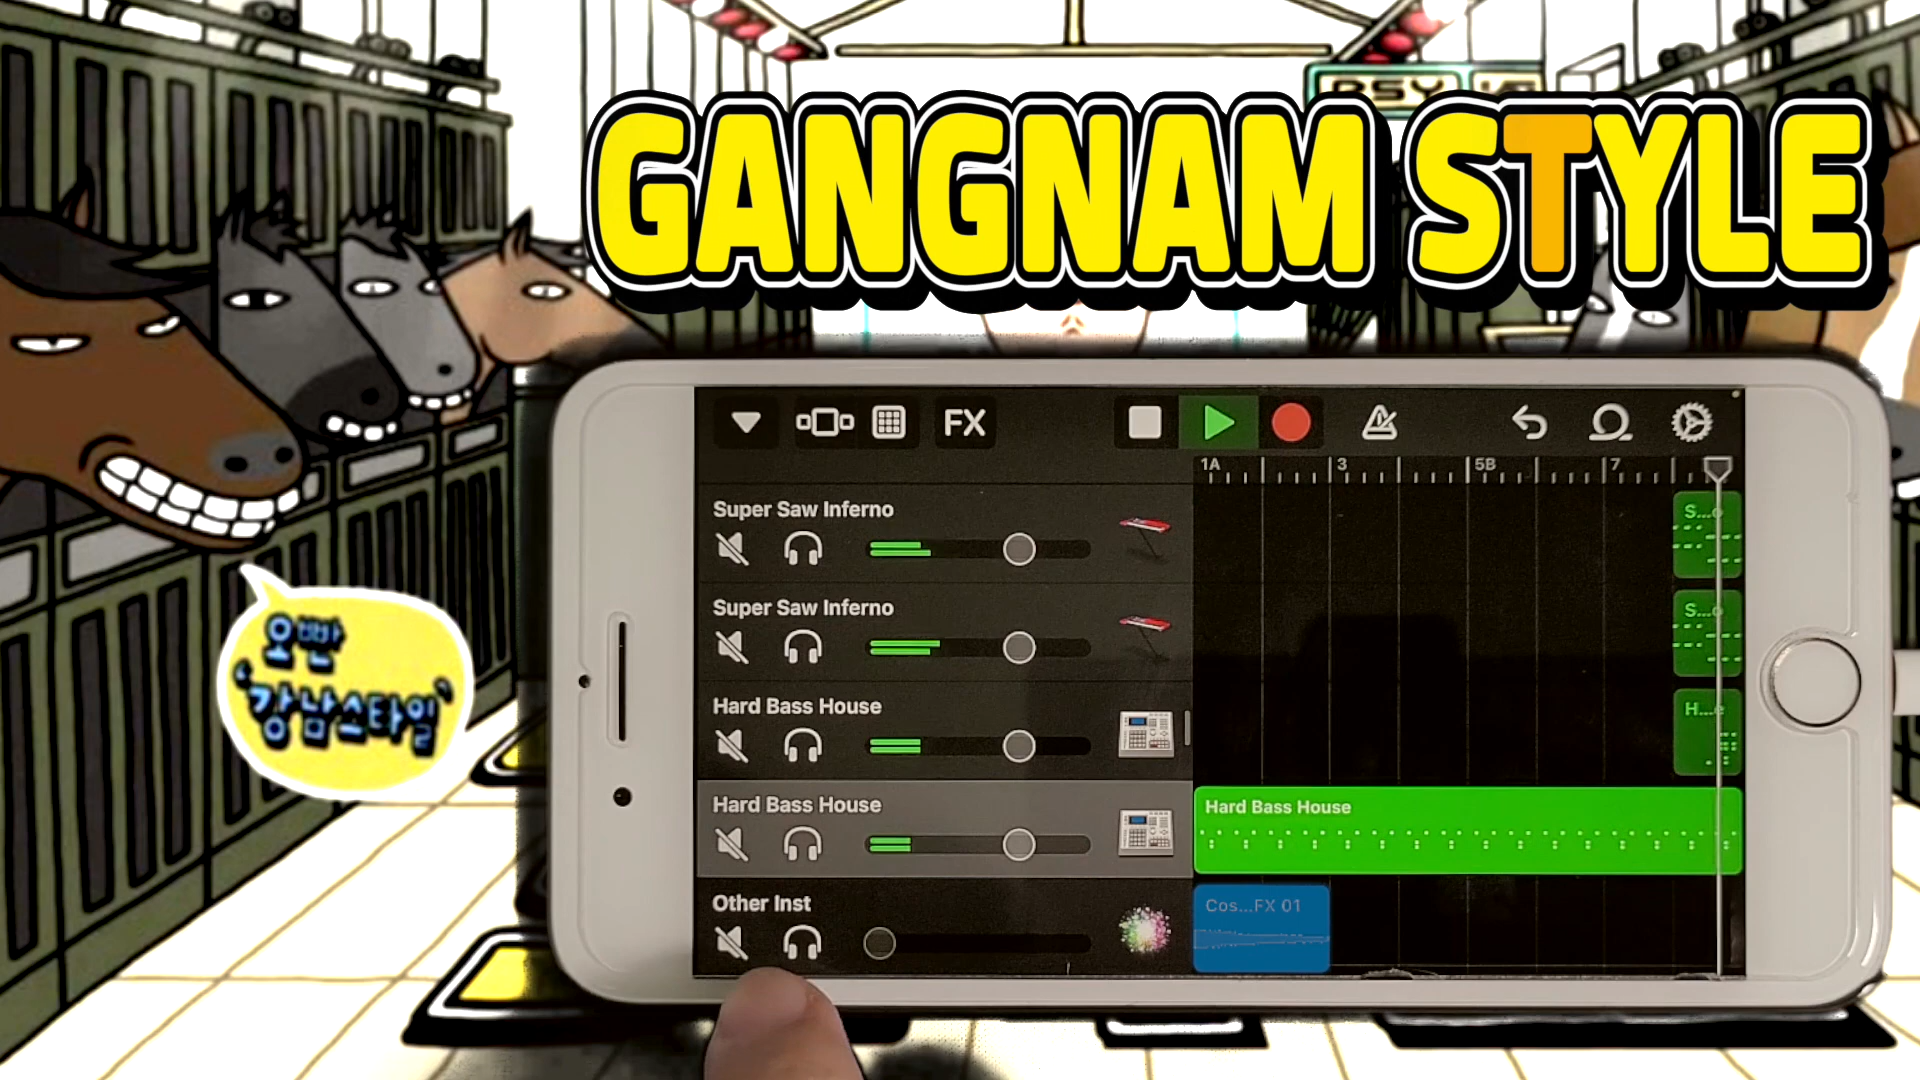 PSY
GANGNAM STYLE
FX
1A 3 5B 7
Super Saw Inferno
S...o
Super Saw Inferno
S...o
Hard Bass House
H...e
Hard Bass House
Hard Bass House
Other Inst
Cos...FX 01
오빤
'강남스타일'